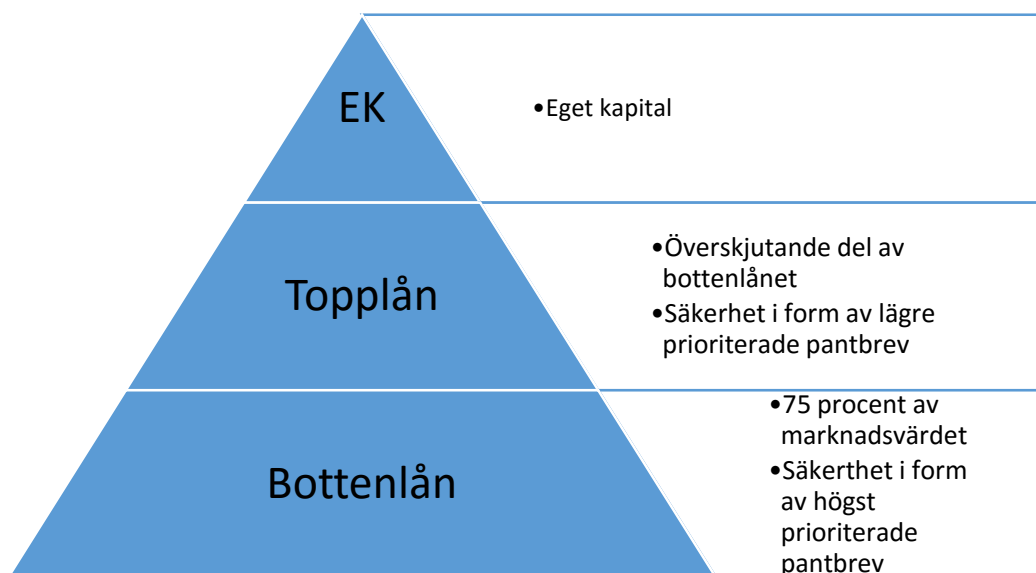 EK
•Eget kapital
Topplån
•Överskjutande del av
bottenlånet
•Säkerhet i form av lägre
prioriterade pantbrev
Bottenlån
•75 procent av
marknadsvärdet
•Säkerthet i form
av högst
prioriterade
pantbrev